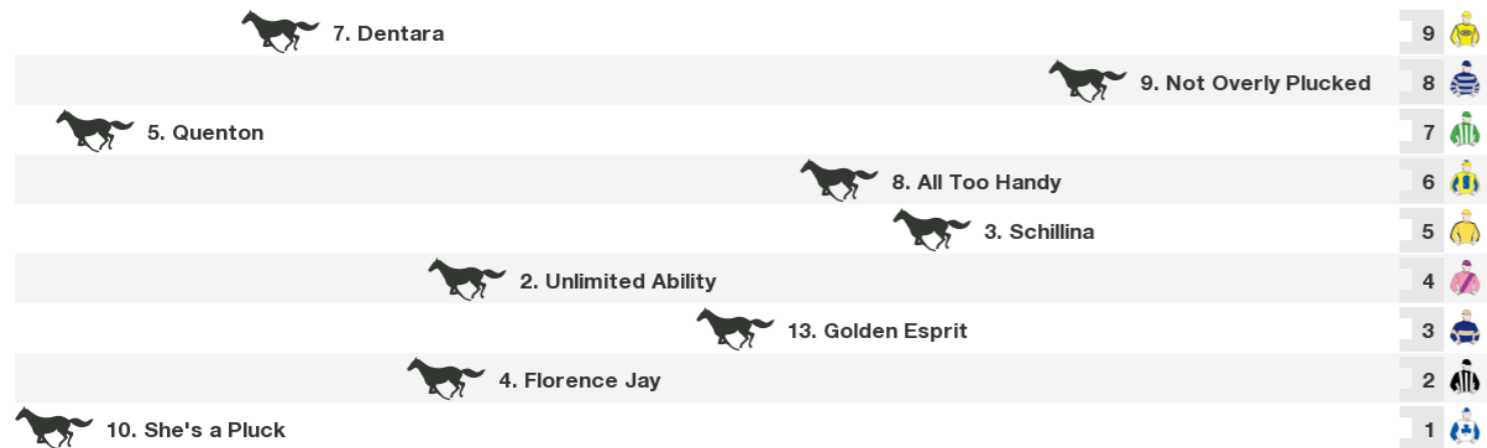 7. Dentara 9
9. Not Overly Plucked 8
5. Quenton 7
8. All Too Handy 6
3. Schillina 5
2. Unlimited Ability 4
13. Golden Esprit 3
4. Florence Jay 2
10. She's a Pluck 1